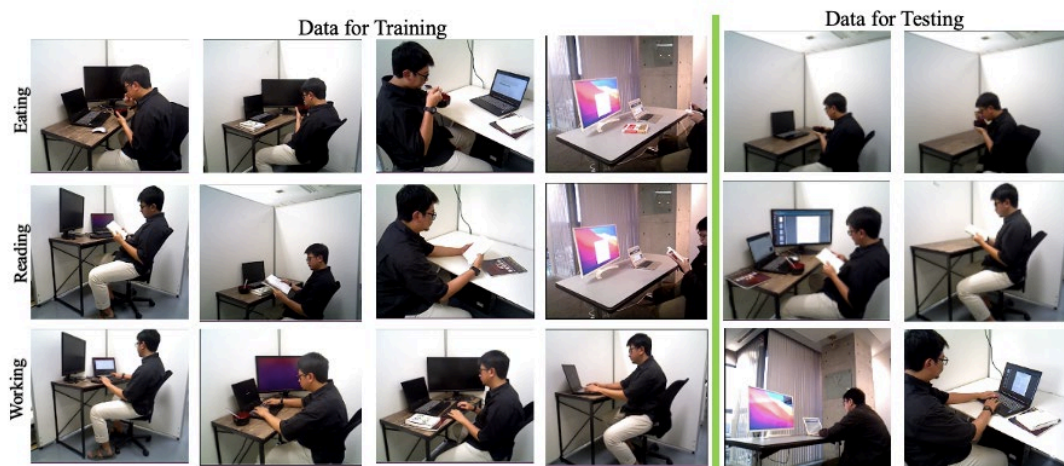 Data for Training
Data for Testing
Eating
Reading
Working